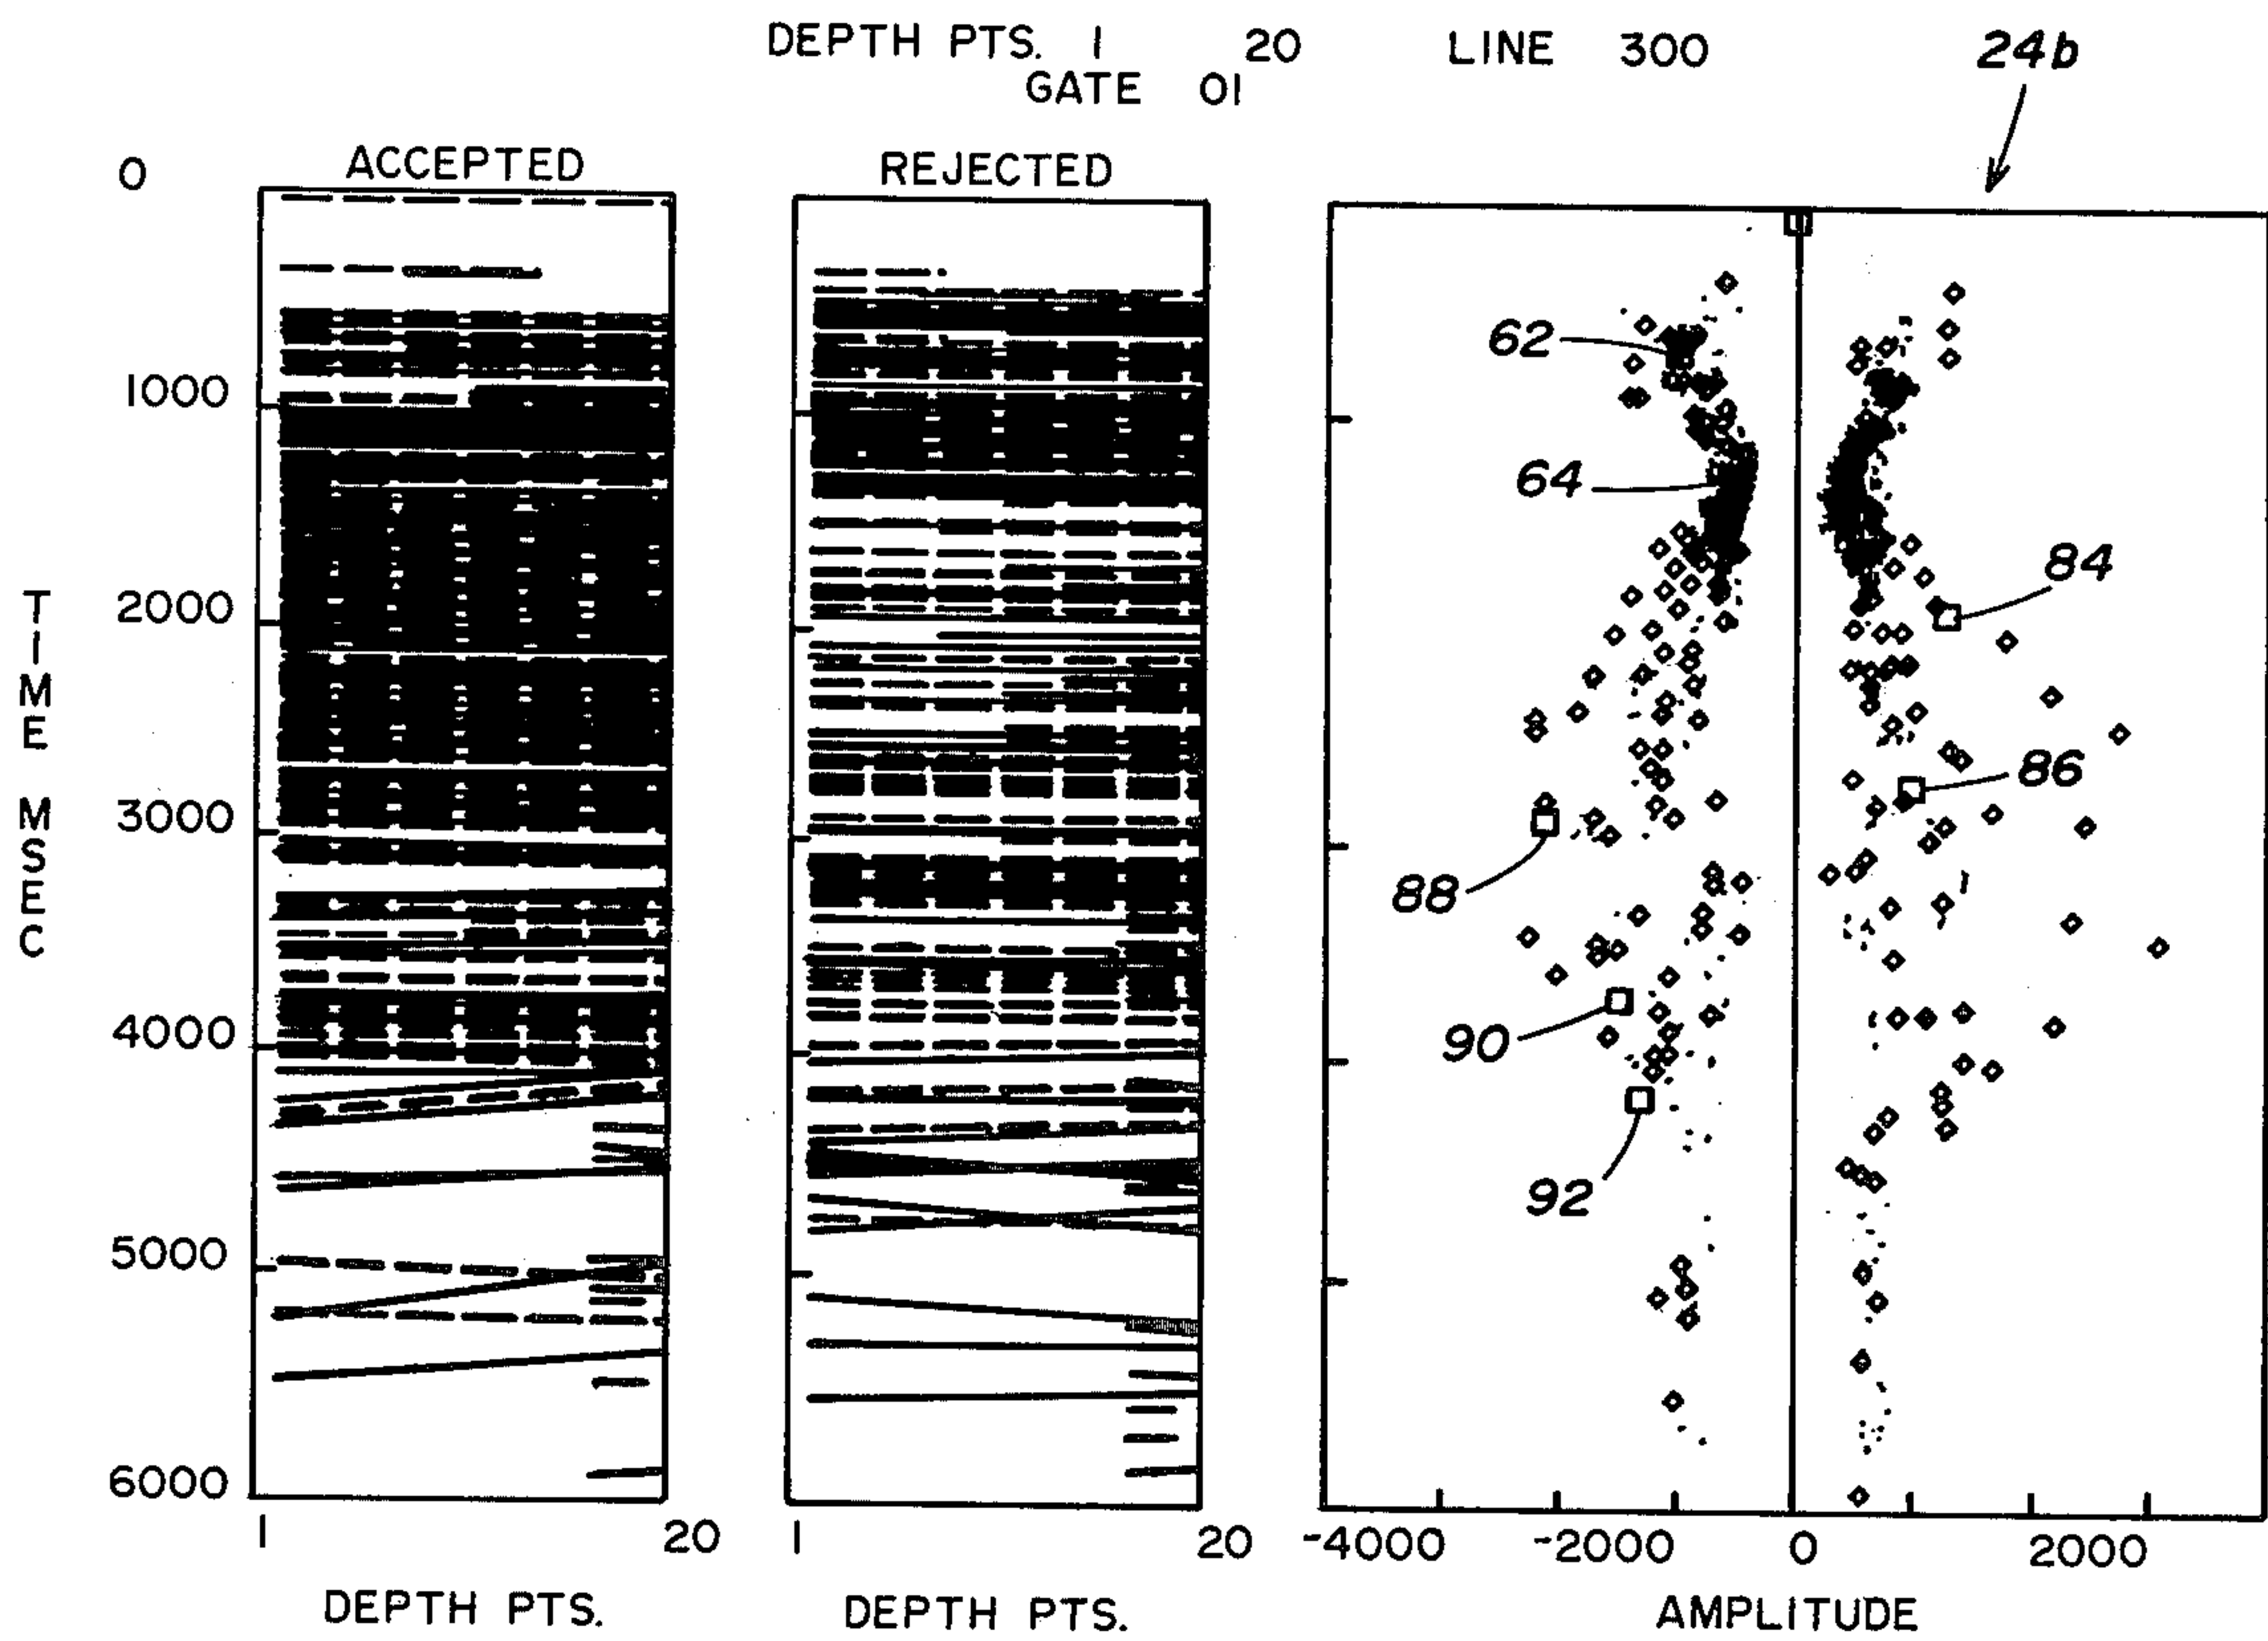 DEPTH PTS. 1 20 LINE 300 24b
GATE 01
0 ACCEPTED REJECTED
62
1000
64
84
2000
86
3000
88
90
4000
92
5000
6000
TIME MSEC
1 20 1 20 -4000 -2000 0 2000
DEPTH PTS. DEPTH PTS. AMPLITUDE